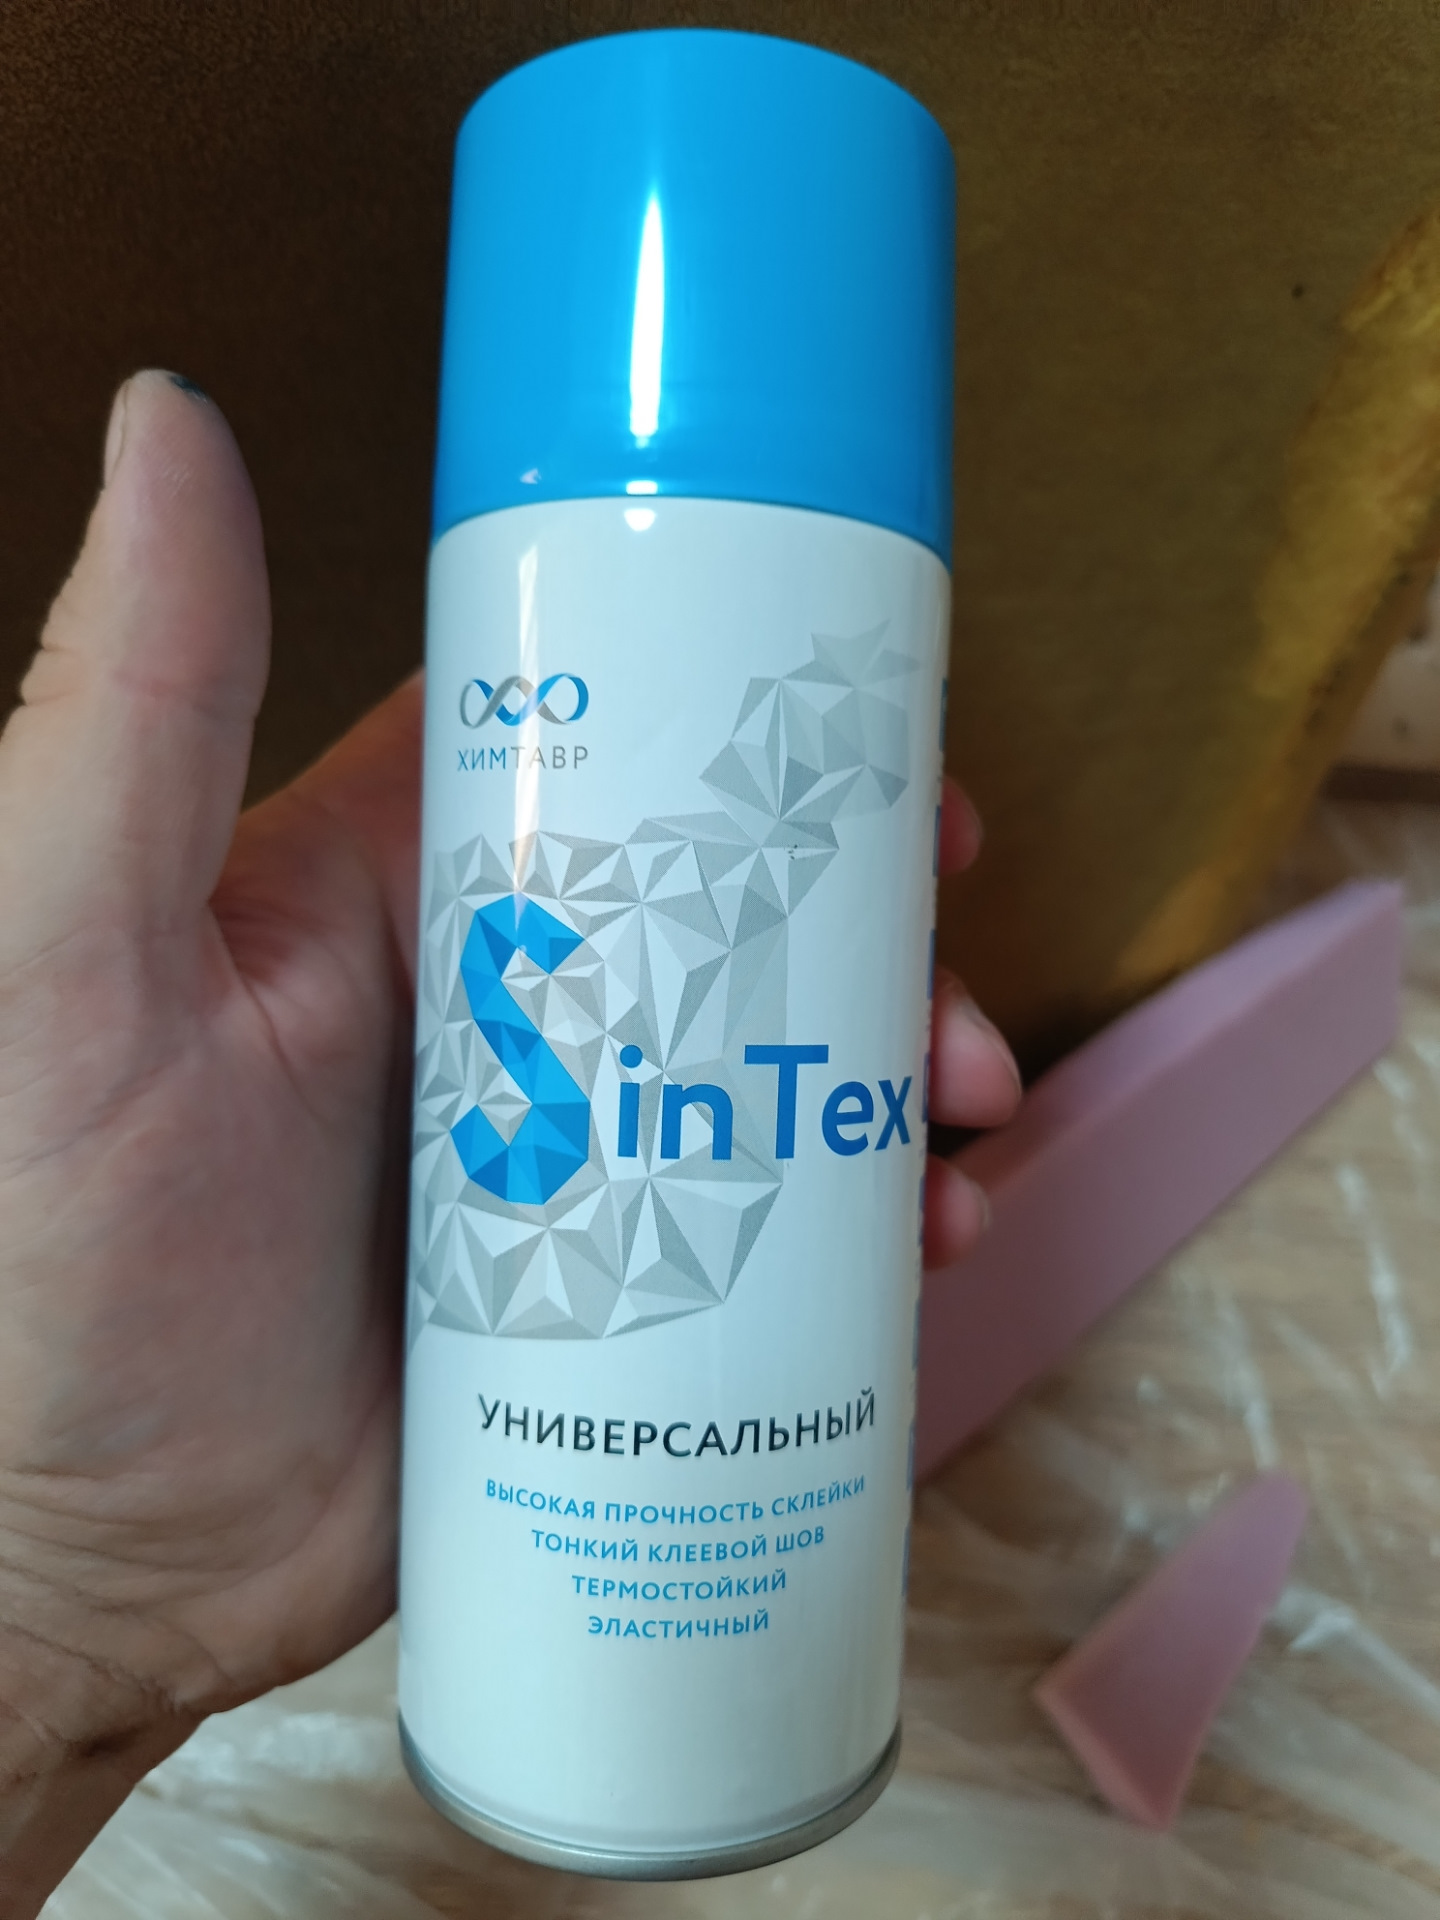 ХИМТАВР
SinTex
УНИВЕРСАЛЬНЫЙ
ВЫСОКАЯ ПРОЧНОСТЬ СКЛЕЙКИ
ТОНКИЙ КЛЕЕВОЙ ШОВ
ТЕРМОСТОЙКИЙ
ЭЛАСТИЧНЫЙ